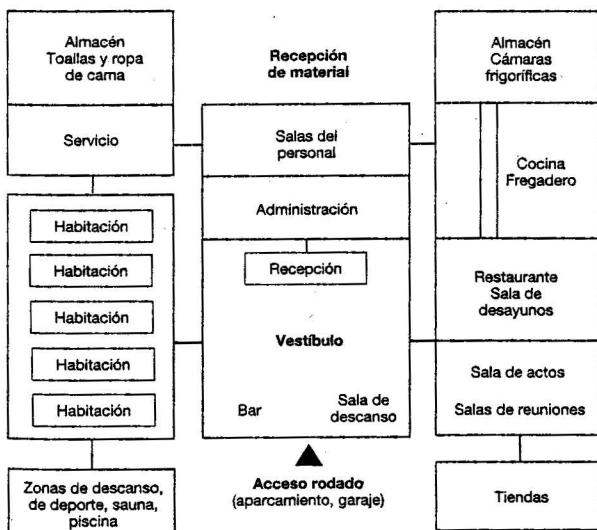 Almacén
Toallas y ropa
de cama
Servicio
Habitación
Habitación
Habitación
Habitación
Habitación
Zonas de descanso,
de deporte, sauna,
piscina
Recepción
de material
Salas del
personal
Administración
Recepción
Vestíbulo
Bar
Sala de
descanso
Acceso rodado
(aparcamiento, garaje)
Almacén
Cámaras
frigoríficas
Cocina
Fregadero
Restaurante
Sala de
desayunos
Sala de actos
Salas de reuniones
Tiendas